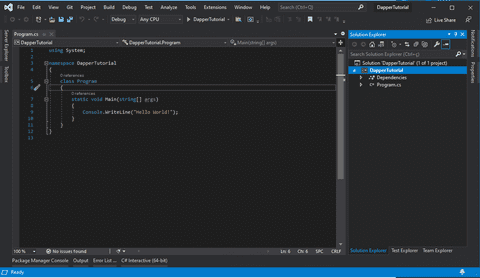 File Edit View Project Build Debug Test Analyze Tools Extensions Window Help Search (Ctrl+Q) DapperTutorial
Debug Any CPU DapperTutorial Live Share
Server Explorer
Toolbox
Program.cs
DapperTutorial DapperTutorial.Program Main(string[] args)
1 using System;
2
3 namespace DapperTutorial
4 {
0 references
5 class Program
6 {
0 references
7 static void Main(string[] args)
8 {
9 Console.WriteLine("Hello World!");
10 }
11 }
12 }
13
100 % No issues found Ln: 6 Ch: 6 SPC CRLF
Package Manager Console Output Error List ... C# Interactive (64-bit)
Ready
Solution Explorer
Search Solution Explorer (Ctrl+;)
Solution 'DapperTutorial' (1 of 1 project)
DapperTutorial
Dependencies
Program.cs
Solution Explorer Test Explorer Team Explorer
Notifications
Properties